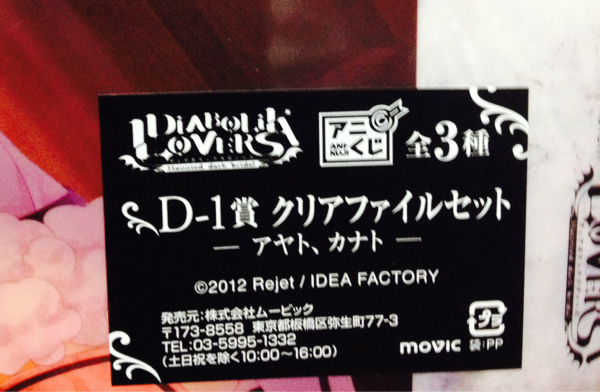 DIABOLIK LOVERS
Haunted dark bridal
アニくじ
ANI-KUJI
全3種
D-1賞 クリアファイルセット
— アヤト、カナト —
©2012 Rejet / IDEA FACTORY
発売元:株式会社ムービック
〒173-8558 東京都板橋区弥生町77-3
TEL:03-5995-1332
(土日祝を除く10:00〜16:00)
プラ
movic 袋:PP